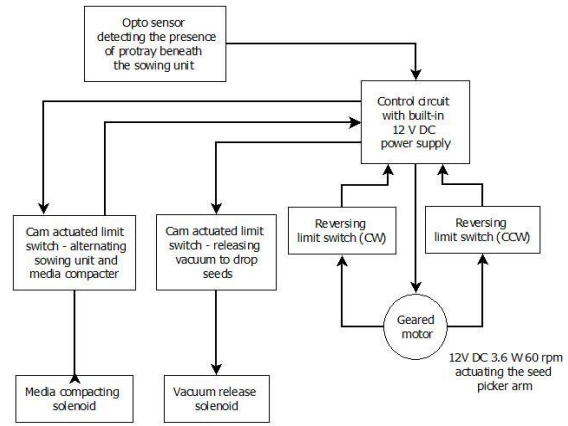 Opto sensor
detecting the presence
of protray beneath
the sowing unit
Control circuit
with built-in
12 V DC
power supply
Cam actuated limit
switch - alternating
sowing unit and
media compacter
Cam actuated limit
switch - releasing
vacuum to drop
seeds
Reversing
limit switch (CW)
Reversing
limit switch (CCW)
Geared
motor
12V DC 3.6 W 60 rpm
actuating the seed
picker arm
Media compacting
solenoid
Vacuum release
solenoid